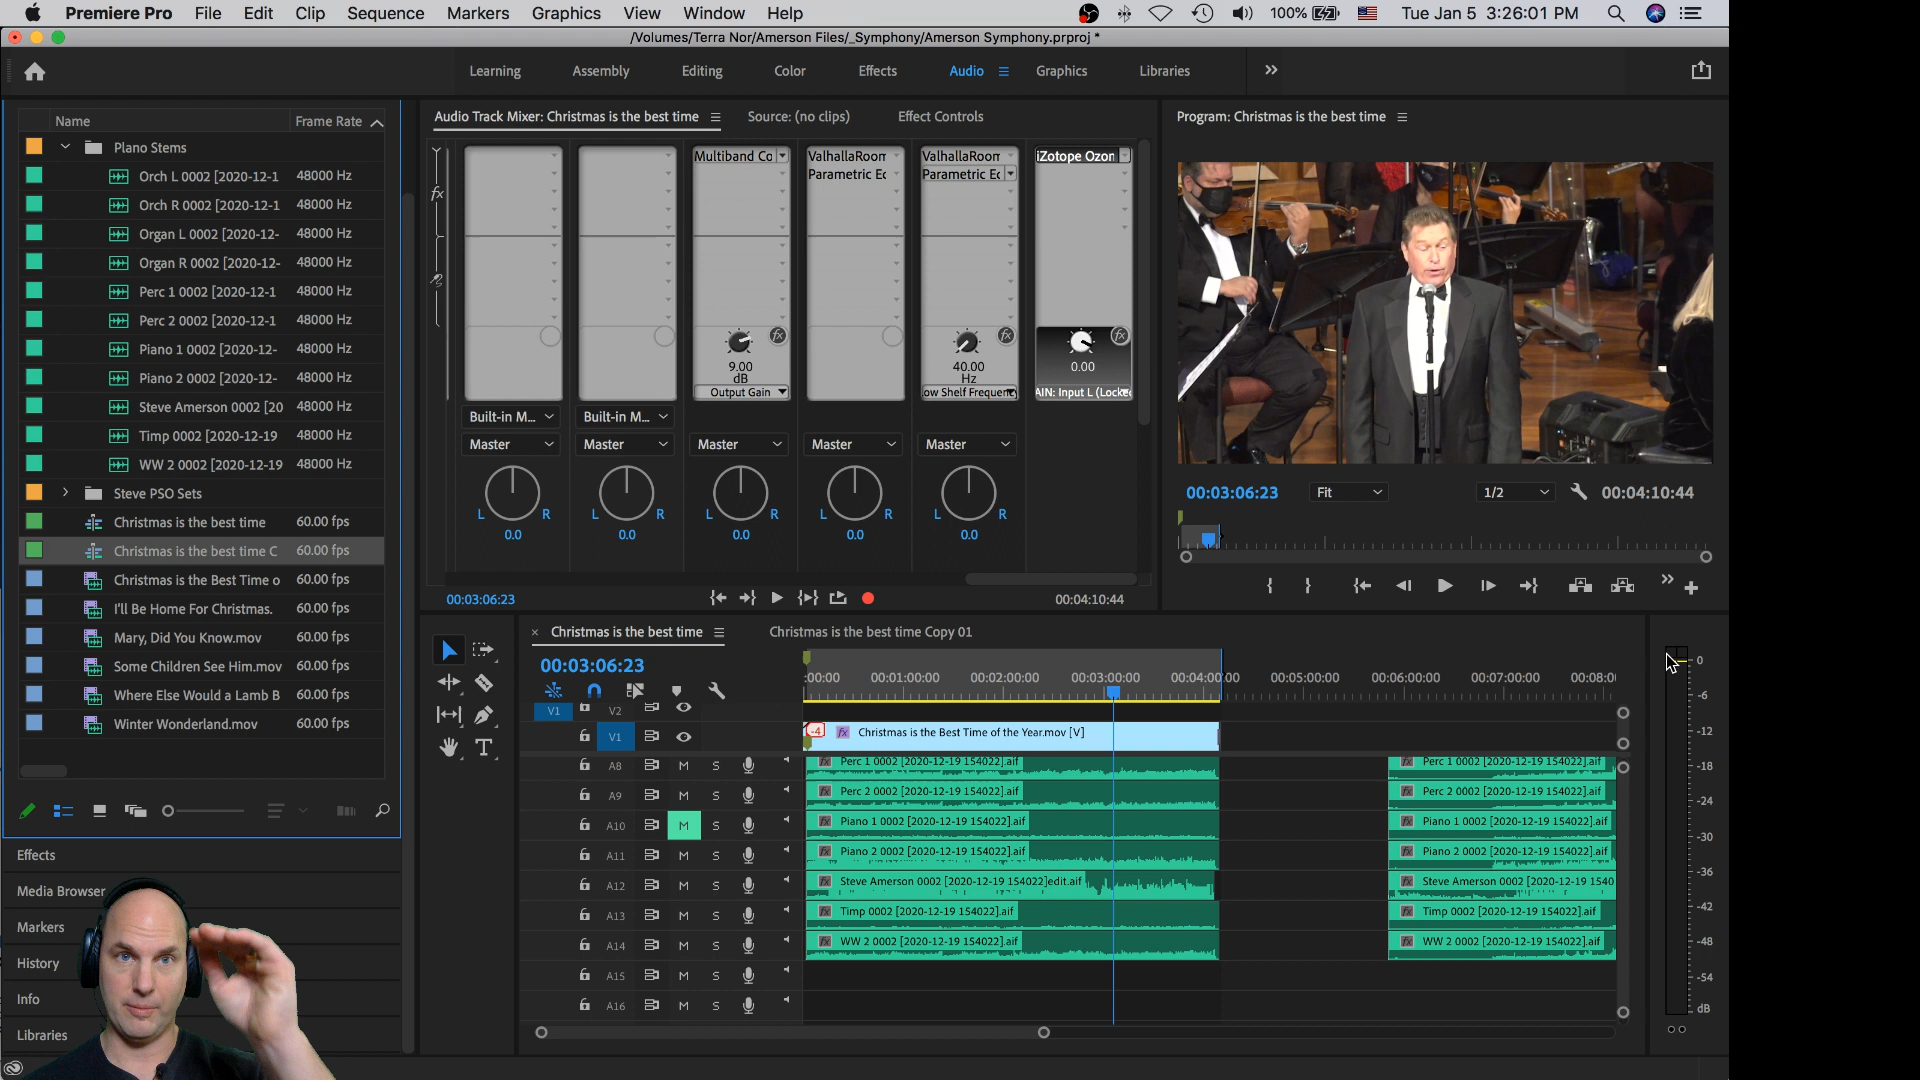 Premiere Pro File Edit Clip Sequence Markers Graphics View Window Help 100% Tue Jan 5 3:26:01 PM
/Volumes/Terra Nor/Amerson Files/_Symphony/Amerson Symphony.prproj *
Learning Assembly Editing Color Effects Audio Graphics Libraries
Name Frame Rate
Plano Stems
Orch L 0002 [2020-12-1 48000 Hz
Orch R 0002 [2020-12-1 48000 Hz
Organ L 0002 [2020-12- 48000 Hz
Organ R 0002 [2020-12- 48000 Hz
Perc 1 0002 [2020-12-1 48000 Hz
Perc 2 0002 [2020-12-1 48000 Hz
Piano 1 0002 [2020-12- 48000 Hz
Piano 2 0002 [2020-12- 48000 Hz
Steve Amerson 0002 [20 48000 Hz
Timp 0002 [2020-12-19 48000 Hz
WW 2 0002 [2020-12-19 48000 Hz
Steve PSO Sets
Christmas is the best time 60.00 fps
Christmas is the best time C 60.00 fps
Christmas is the Best Time o 60.00 fps
I'll Be Home For Christmas. 60.00 fps
Mary, Did You Know.mov 60.00 fps
Some Children See Him.mov 60.00 fps
Where Else Would a Lamb B 60.00 fps
Winter Wonderland.mov 60.00 fps
Effects
Media Browser
Markers
History
Info
Libraries
Audio Track Mixer: Christmas is the best time Source: (no clips) Effect Controls
fx
Multiband Co ValhallaRoom ValhallaRoom iZotope Ozon
Parametric Ec Parametric Ec
9.00 40.00 0.00
dB Hz
Output Gain ow Shelf Frequency AIN: Input L (Locked
Built-in M... Built-in M...
Master Master Master Master Master
L R L R L R L R L R
0.0 0.0 0.0 0.0 0.0
00:03:06:23 00:04:10:44
Program: Christmas is the best time
00:03:06:23 Fit 1/2 00:04:10:44
Christmas is the best time Christmas is the best time Copy 01
00:03:06:23
:00:00 00:01:00:00 00:02:00:00 00:03:00:00 00:04:00:00 00:05:00:00 00:06:00:00 00:07:00:00 00:08:0
V1 V2
V1 -4 fx Christmas is the Best Time of the Year.mov [V]
A8 M S fx Perc 1 0002 [2020-12-19 154022].aif fx Perc 1 0002 [2020-12-19 154022].aif
A9 M S fx Perc 2 0002 [2020-12-19 154022].aif fx Perc 2 0002 [2020-12-19 154022].aif
A10 M S fx Piano 1 0002 [2020-12-19 154022].aif fx Piano 1 0002 [2020-12-19 154022].aif
A11 M S fx Piano 2 0002 [2020-12-19 154022].aif fx Piano 2 0002 [2020-12-19 154022].aif
A12 M S fx Steve Amerson 0002 [2020-12-19 154022]edit.aif fx Steve Amerson 0002 [2020-12-19 1540
A13 M S fx Timp 0002 [2020-12-19 154022].aif fx Timp 0002 [2020-12-19 154022].aif
A14 M S fx WW 2 0002 [2020-12-19 154022].aif fx WW 2 0002 [2020-12-19 154022].aif
A15 M S
A16 M S
0
-6
-12
-18
-24
-30
-36
-42
-48
-54
dB